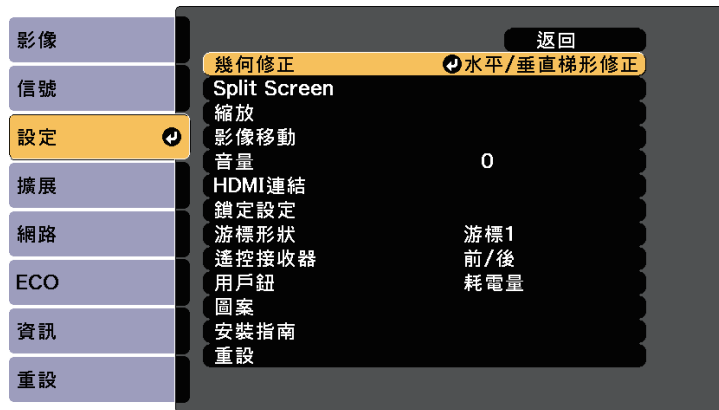 影像
信號
設定
擴展
網路
ECO
資訊
重設
返回
幾何修正 水平/垂直梯形修正
Split Screen
縮放
影像移動
音量 0
HDMI連結
鎖定設定
游標形狀 游標1
遙控接收器 前/後
用戶鈕 耗電量
圖案
安裝指南
重設